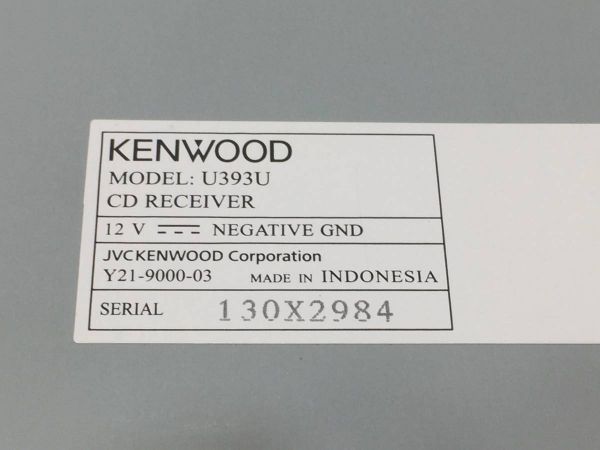 KENWOOD
MODEL: U393U
CD RECEIVER
12 V ⎓ NEGATIVE GND
JVCKENWOOD Corporation
Y21-9000-03 MADE IN INDONESIA
SERIAL 130X2984